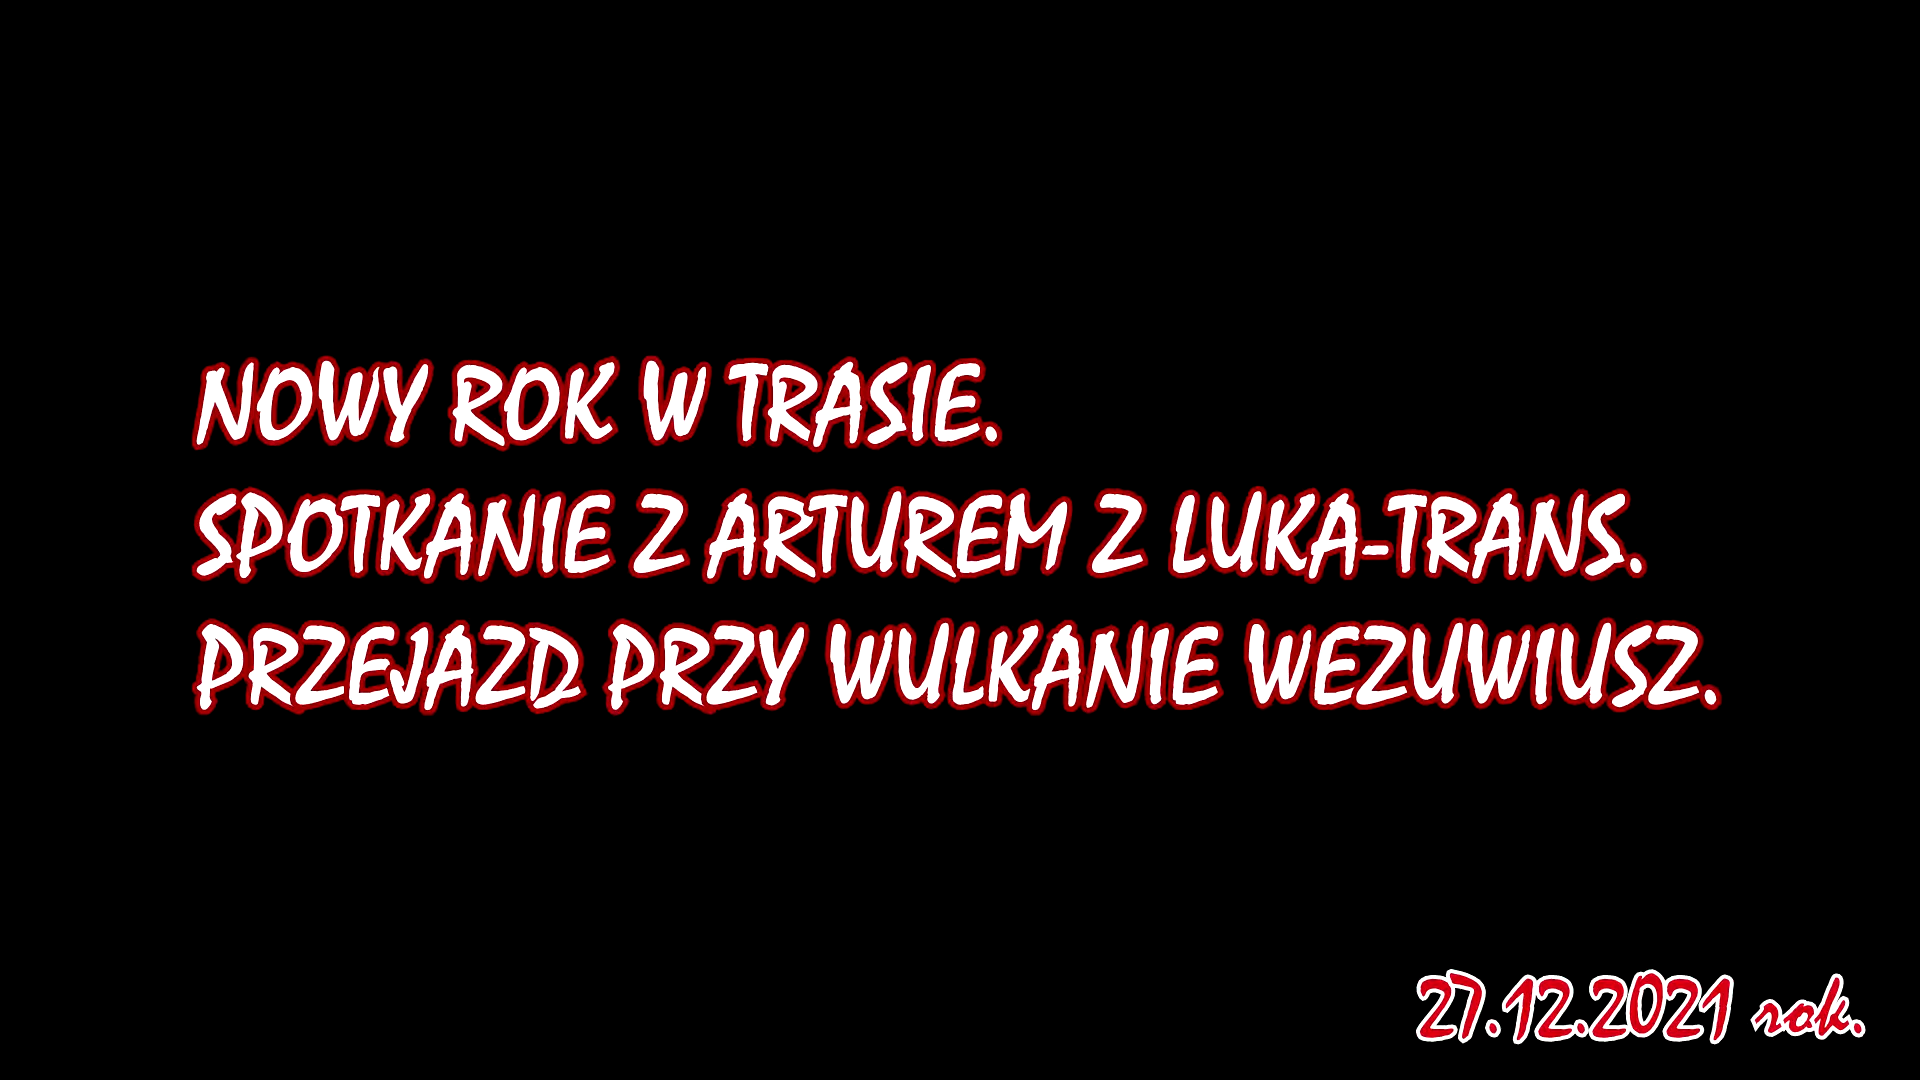 NOWY ROK W TRASIE.
SPOTKANIE Z ARTUREM Z LUKA-TRANS.
PRZEJAZD PRZY WULKANIE WEZUWIUSZ.
27.12.2021 rok.